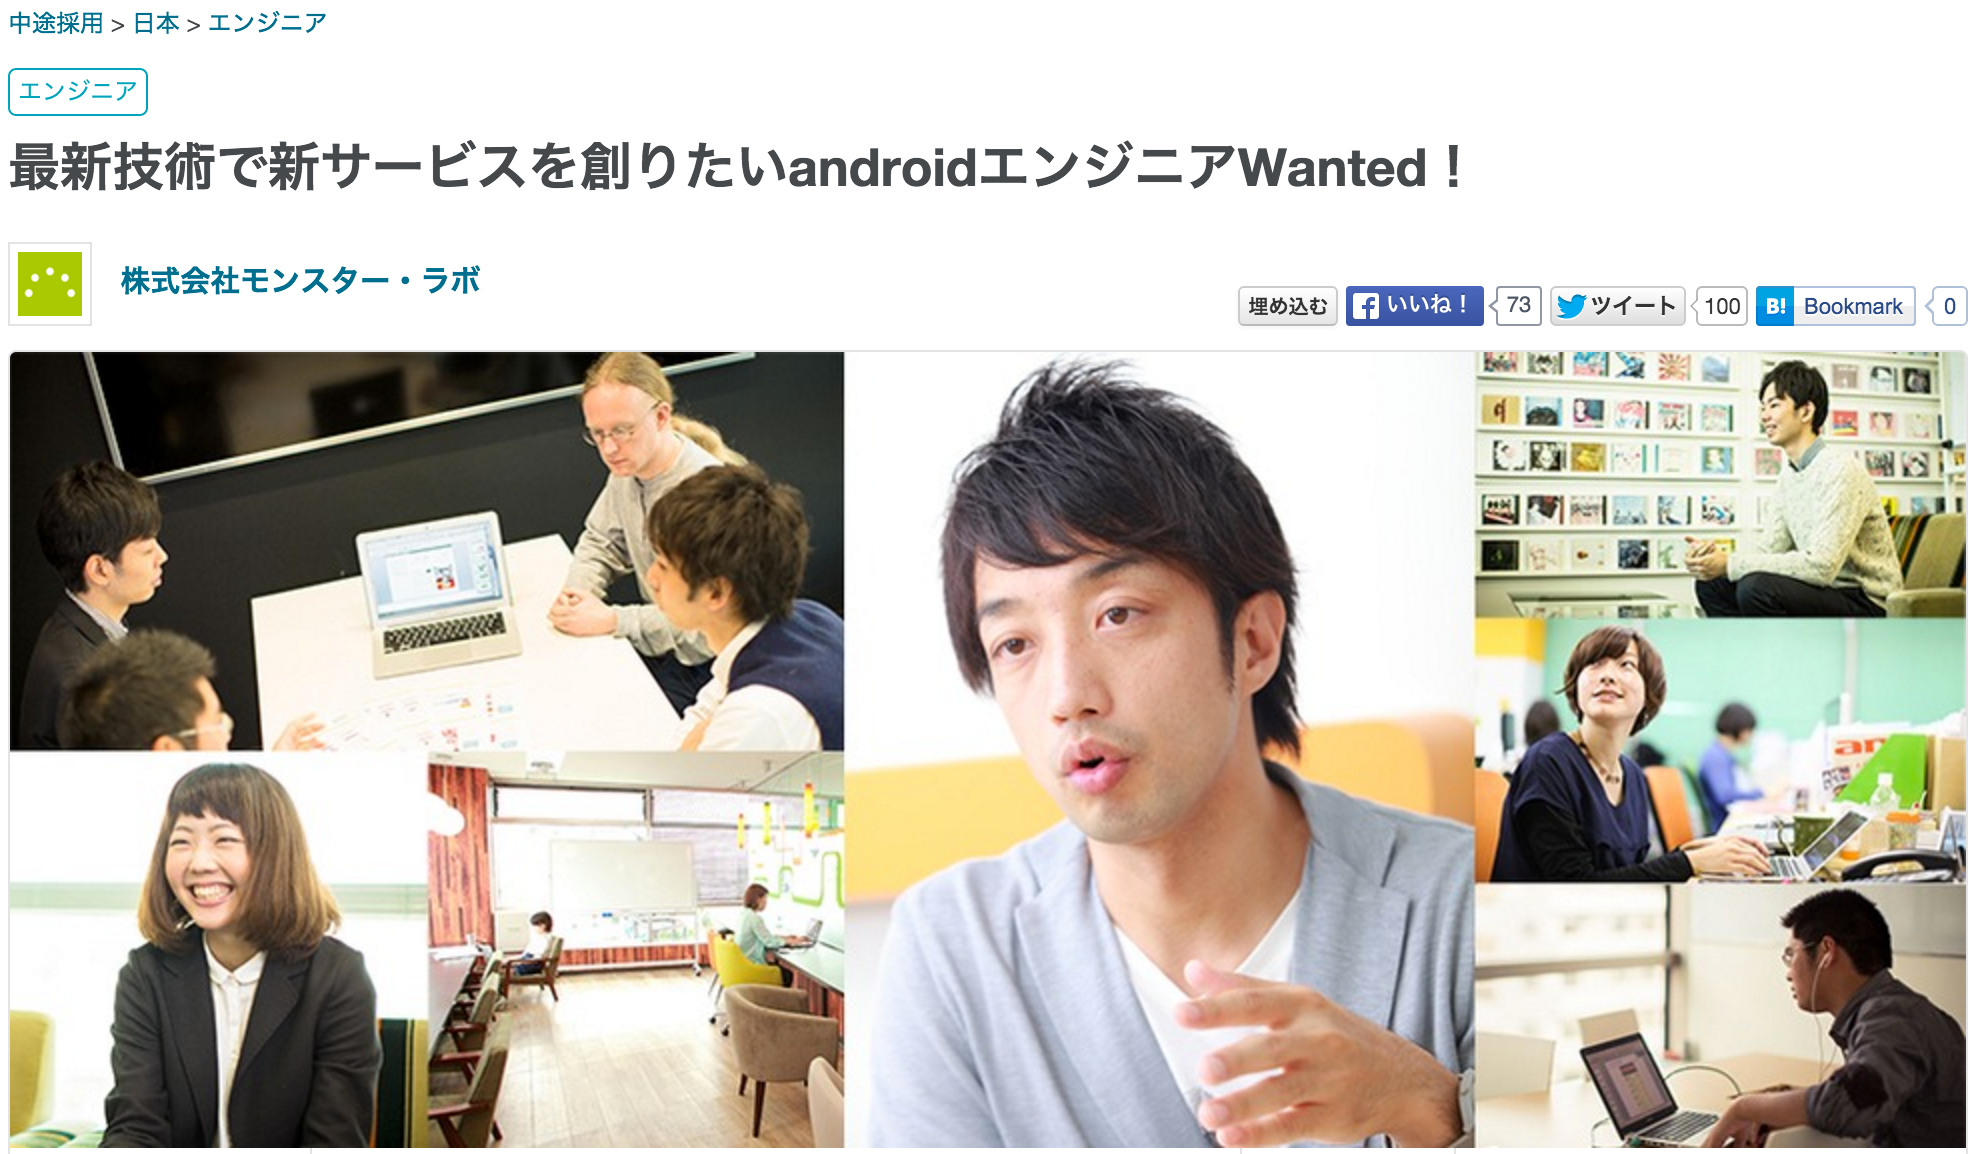 中途採用 > 日本 > エンジニア
エンジニア
最新技術で新サービスを創りたいandroidエンジニアWanted！
株式会社モンスター・ラボ
埋め込む いいね！ 73 ツイート 100 B! Bookmark 0